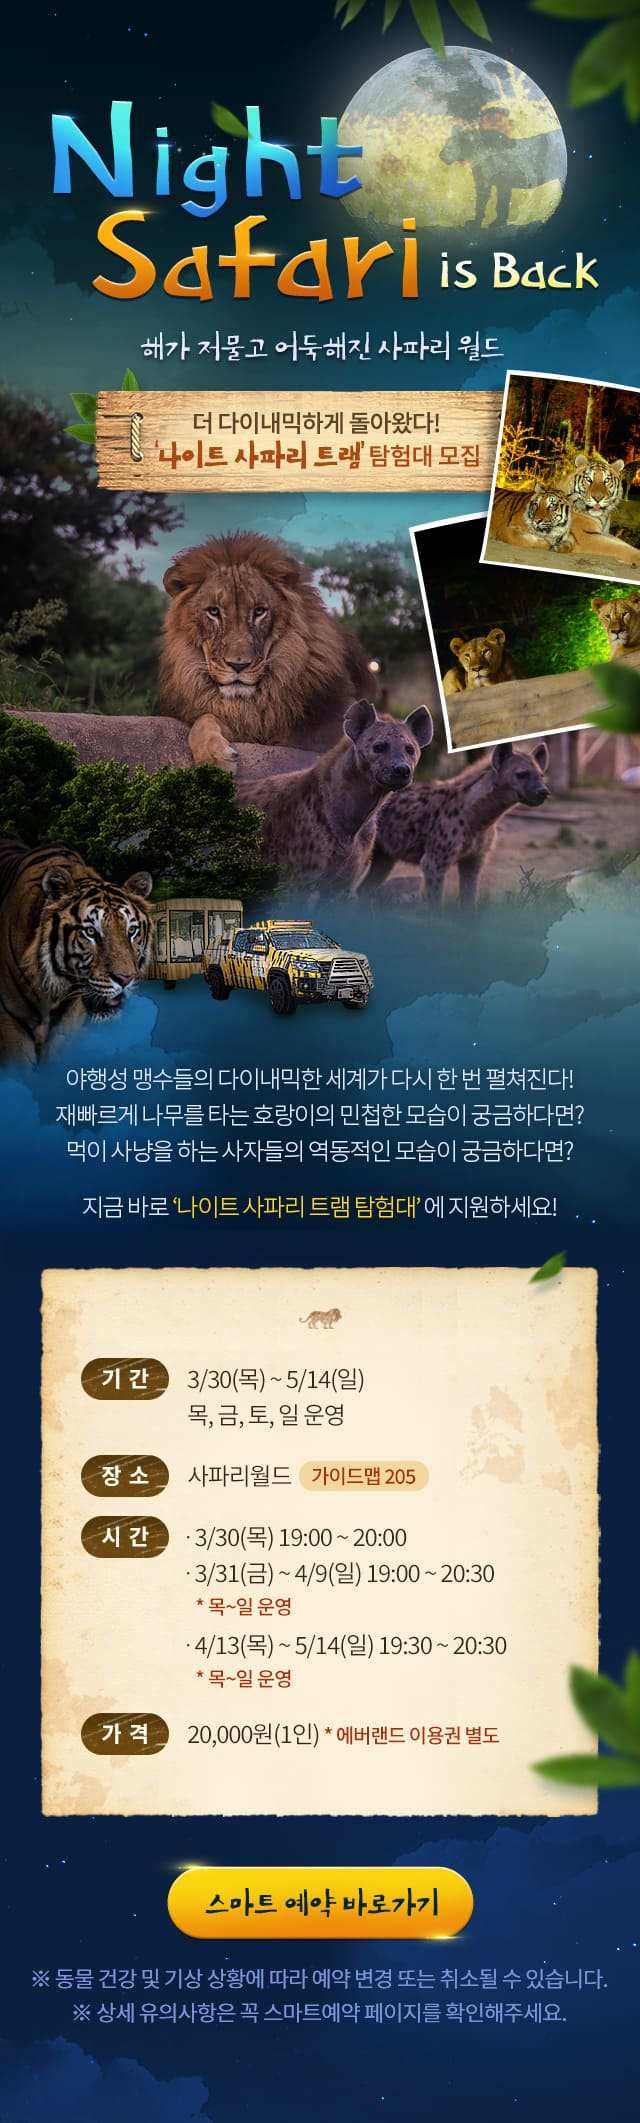 Night
Safari is Back
해가 저물고 어둑해진 사파리 월드
더 다이내믹하게 돌아왔다!
‘나이트 사파리 트램’ 탐험대 모집
야행성 맹수들의 다이내믹한 세계가 다시 한 번 펼쳐진다!
재빠르게 나무를 타는 호랑이의 민첩한 모습이 궁금하다면?
먹이 사냥을 하는 사자들의 역동적인 모습이 궁금하다면?
지금 바로 ‘나이트 사파리 트램 탐험대’ 에 지원하세요!
기 간 3/30(목) ~ 5/14(일)
목, 금, 토, 일 운영
장 소 사파리월드 가이드맵 205
시 간 · 3/30(목) 19:00 ~ 20:00
· 3/31(금) ~ 4/9(일) 19:00 ~ 20:30
* 목~일 운영
· 4/13(목) ~ 5/14(일) 19:30 ~ 20:30
* 목~일 운영
가 격 20,000원(1인) * 에버랜드 이용권 별도
스마트 예약 바로가기
※ 동물 건강 및 기상 상황에 따라 예약 변경 또는 취소될 수 있습니다.
※ 상세 유의사항은 꼭 스마트예약 페이지를 확인해주세요.